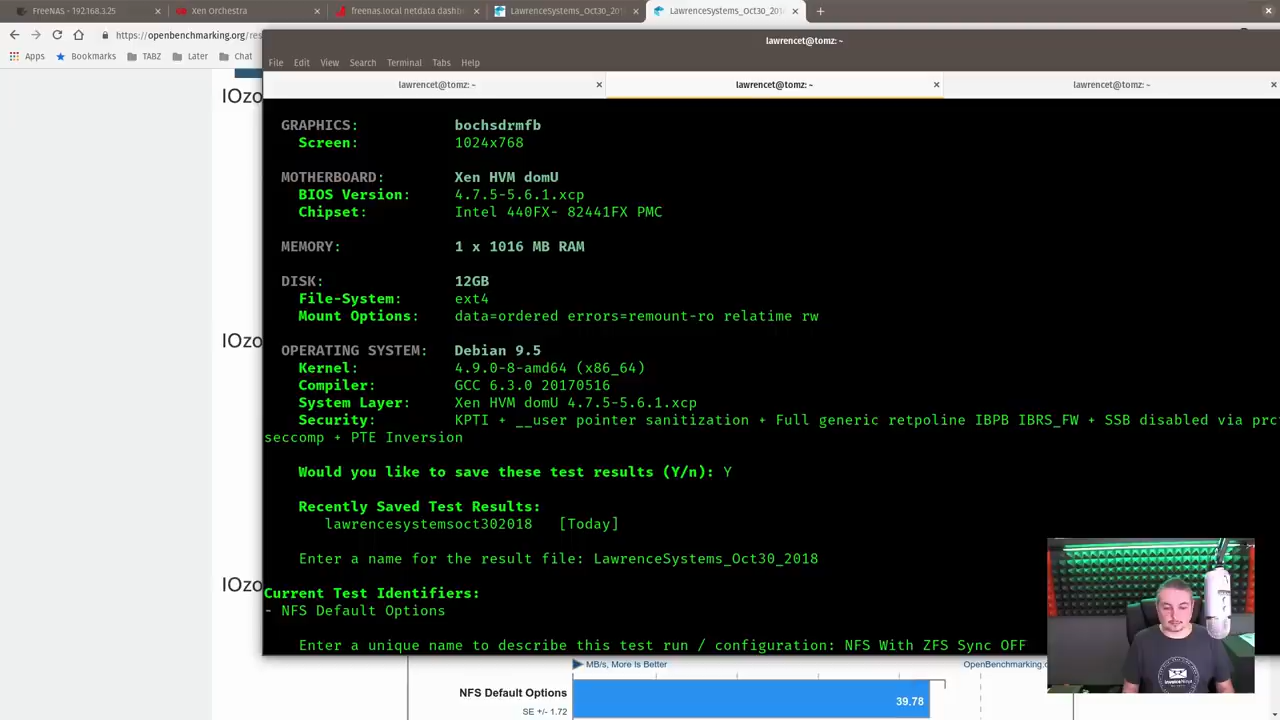 FreeNAS - 192.168.3.25
Xen Orchestra
freenas.local netdata dashb
LawrenceSystems_Oct30_201
LawrenceSystems_Oct30_201
https://openbenchmarking.org/res
Apps
Bookmarks
TABZ
Later
Chat
lawrencet@tomz: ~
File Edit View Search Terminal Tabs Help
lawrencet@tomz: ~
lawrencet@tomz: ~
lawrencet@tomz: ~
IOzo
IOzo
IOzo
GRAPHICS: bochsdrmfb
Screen: 1024x768
MOTHERBOARD: Xen HVM domU
BIOS Version: 4.7.5-5.6.1.xcp
Chipset: Intel 440FX- 82441FX PMC
MEMORY: 1 x 1016 MB RAM
DISK: 12GB
File-System: ext4
Mount Options: data=ordered errors=remount-ro relatime rw
OPERATING SYSTEM: Debian 9.5
Kernel: 4.9.0-8-amd64 (x86_64)
Compiler: GCC 6.3.0 20170516
System Layer: Xen HVM domU 4.7.5-5.6.1.xcp
Security: KPTI + __user pointer sanitization + Full generic retpoline IBPB IBRS_FW + SSB disabled via prc
seccomp + PTE Inversion
Would you like to save these test results (Y/n): Y
Recently Saved Test Results:
lawrencesystemsoct302018 [Today]
Enter a name for the result file: LawrenceSystems_Oct30_2018
Current Test Identifiers:
- NFS Default Options
Enter a unique name to describe this test run / configuration: NFS With ZFS Sync OFF
MB/s, More Is Better
OpenBenchmarking.o
NFS Default Options
39.78
SE +/- 1.72